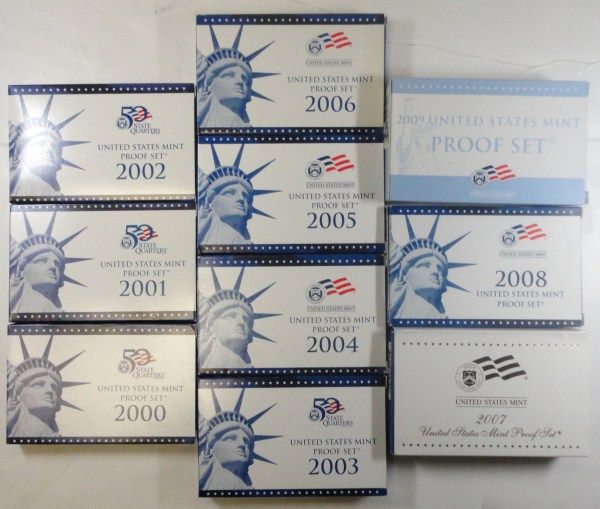 50
STATE
QUARTERS
UNITED STATES MINT
PROOF SET®
2002
50
STATE
QUARTERS
UNITED STATES MINT
PROOF SET®
2001
50
STATE
QUARTERS
UNITED STATES MINT
PROOF SET®
2000
UNITED STATES MINT
UNITED STATES MINT
PROOF SET®
2006
UNITED STATES MINT
UNITED STATES MINT
PROOF SET®
2005
UNITED STATES MINT
UNITED STATES MINT
PROOF SET®
2004
50
STATE
QUARTERS
UNITED STATES MINT
PROOF SET®
2003
2009 UNITED STATES MINT
PROOF SET®
UNITED STATES MINT
2008
UNITED STATES MINT
PROOF SET®
UNITED STATES MINT
2007
United States Mint Proof Set®